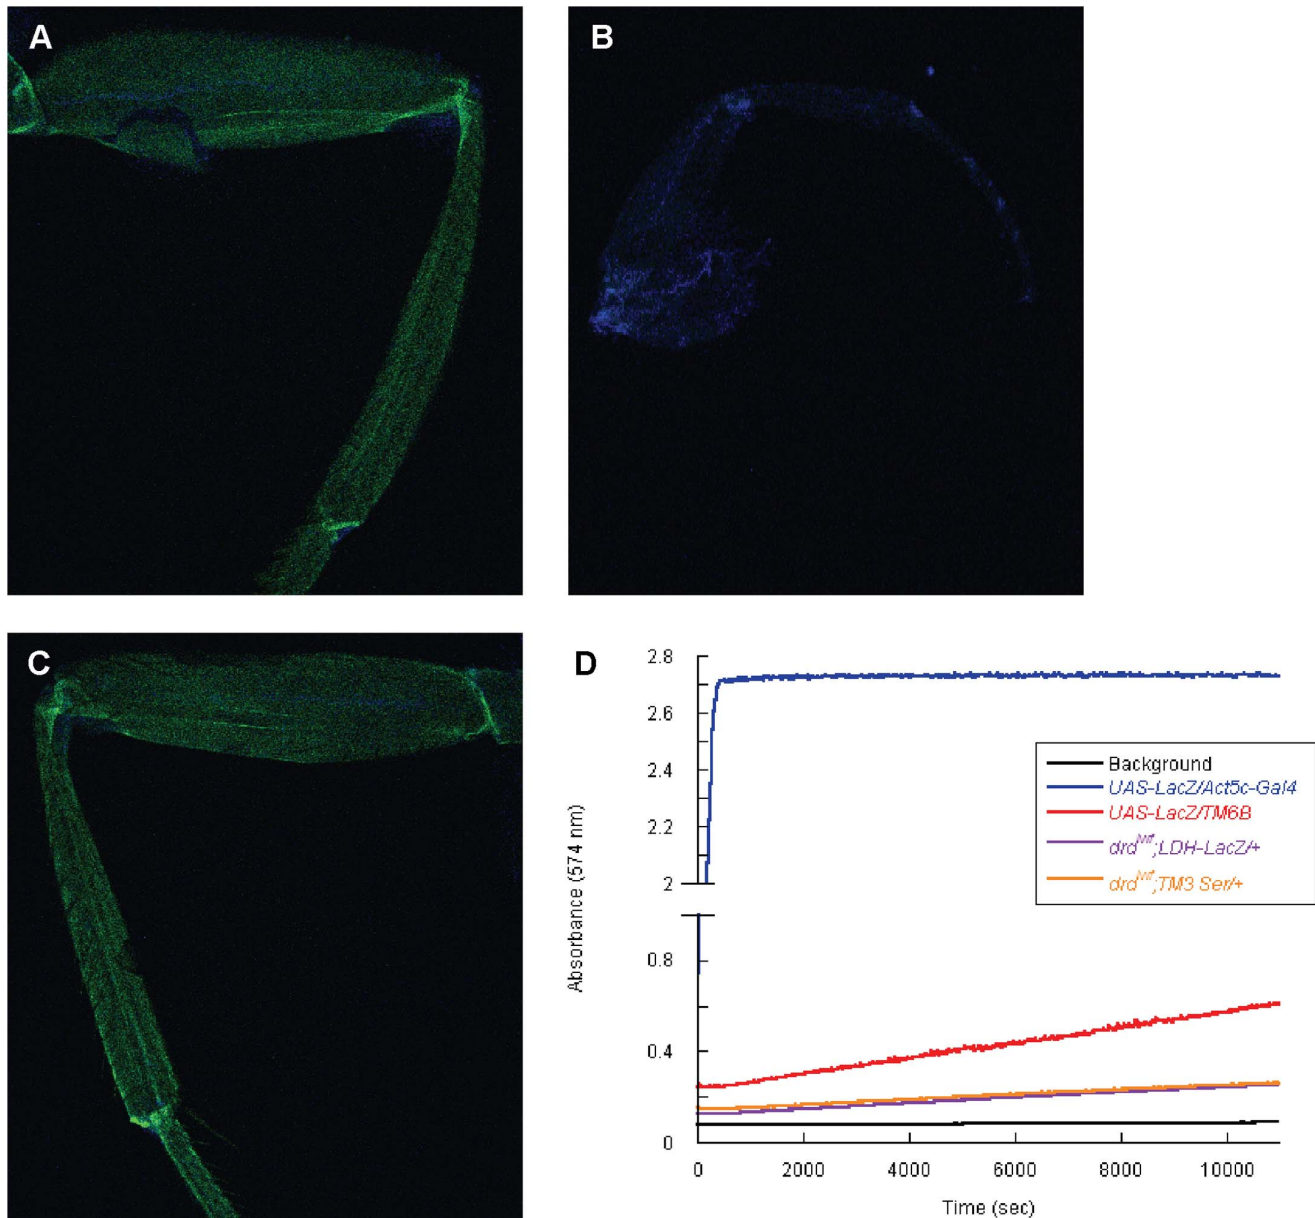 A
B
C
D
2.8
2.6
2.4
2.2
2
0.8
0.4
0
Absorbance (574 nm)
0 2000 4000 6000 8000 10000
Time (sec)
Background
UAS-LacZ/Act5c-Gal4
UAS-LacZ/TM6B
drd^lwf;LDH-LacZ/+
drd^lwf;TM3 Ser/+